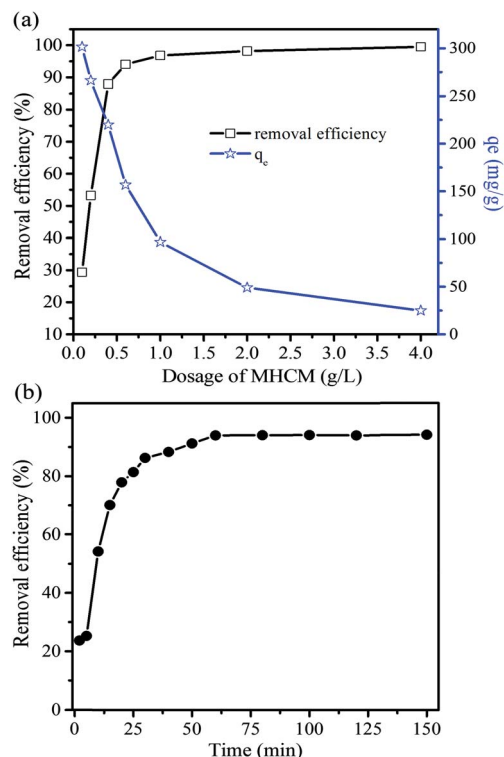 (a)
100
90
80
70
60
50
40
30
20
10
Removal efficiency (%)
removal efficiency
qe
300
250
200
150
100
50
0
qe (mg/g)
0.0 0.5 1.0 1.5 2.0 2.5 3.0 3.5 4.0
Dosage of MHCM (g/L)
(b)
100
80
60
40
20
0
Removal efficiency (%)
0 25 50 75 100 125 150
Time (min)